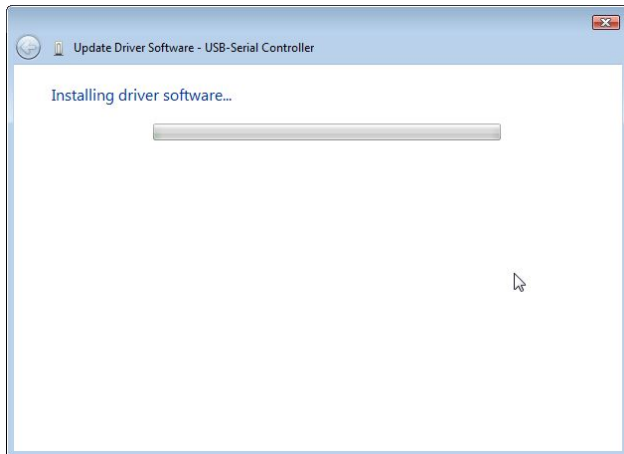 Update Driver Software - USB-Serial Controller
Installing driver software...